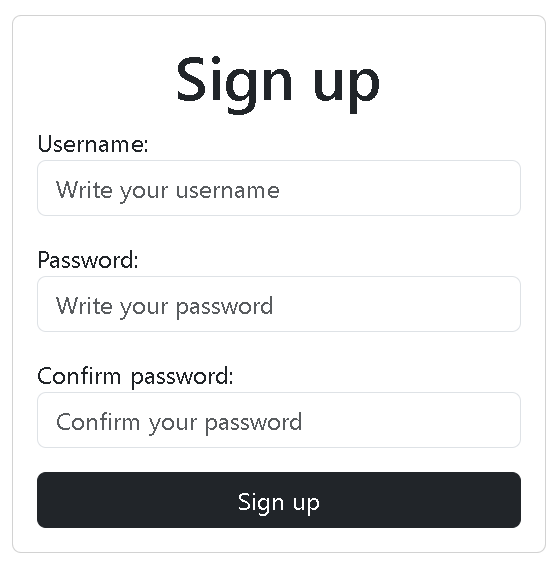 Sign up
Username:
Write your username
Password:
Write your password
Confirm password:
Confirm your password
Sign up